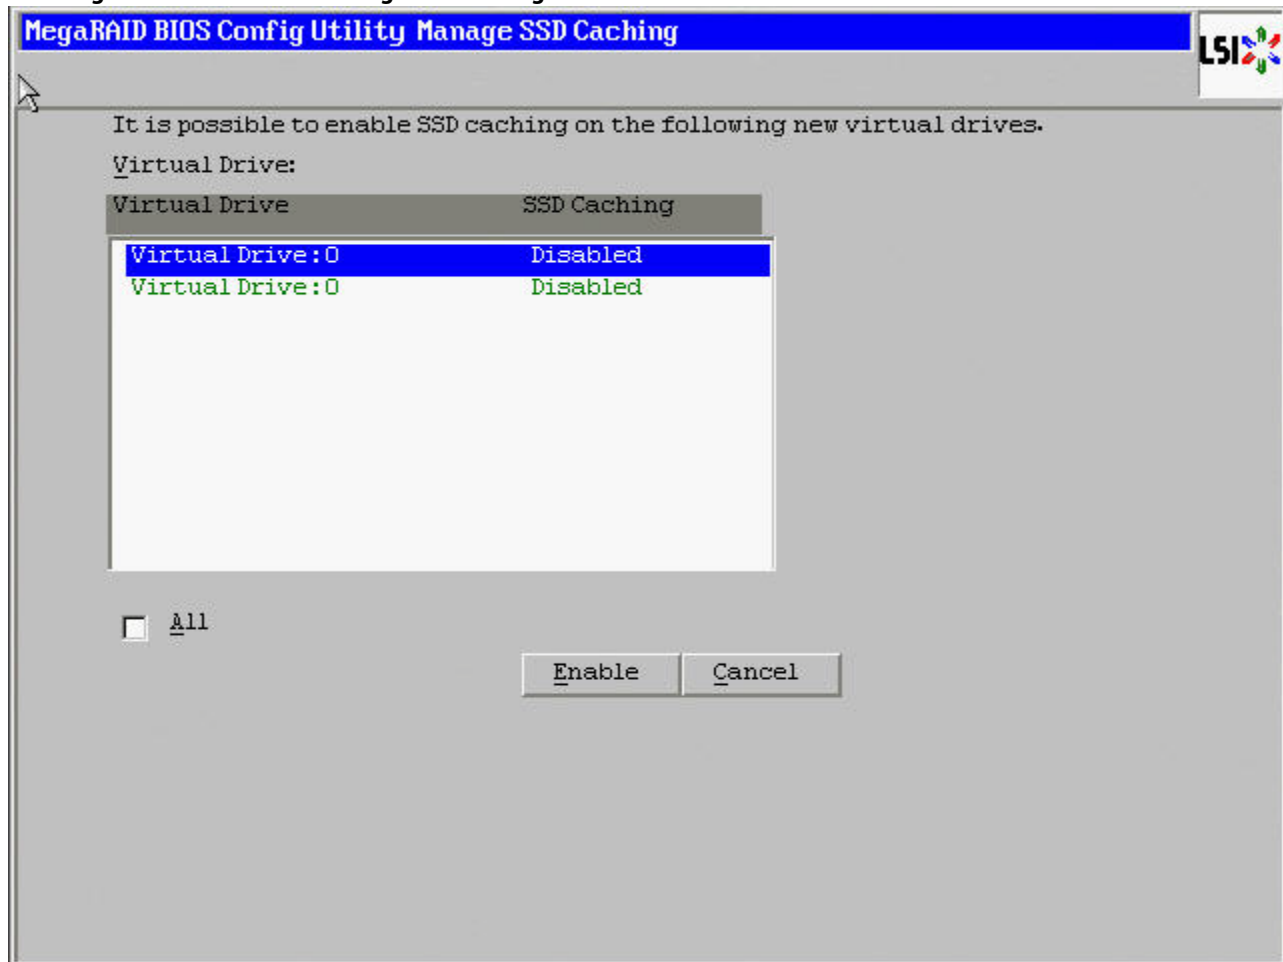 MegaRAID BIOS Config Utility Manage SSD Caching
LSI
It is possible to enable SSD caching on the following new virtual drives.
Virtual Drive:
Virtual Drive SSD Caching
Virtual Drive:0 Disabled
Virtual Drive:0 Disabled
All
Enable Cancel